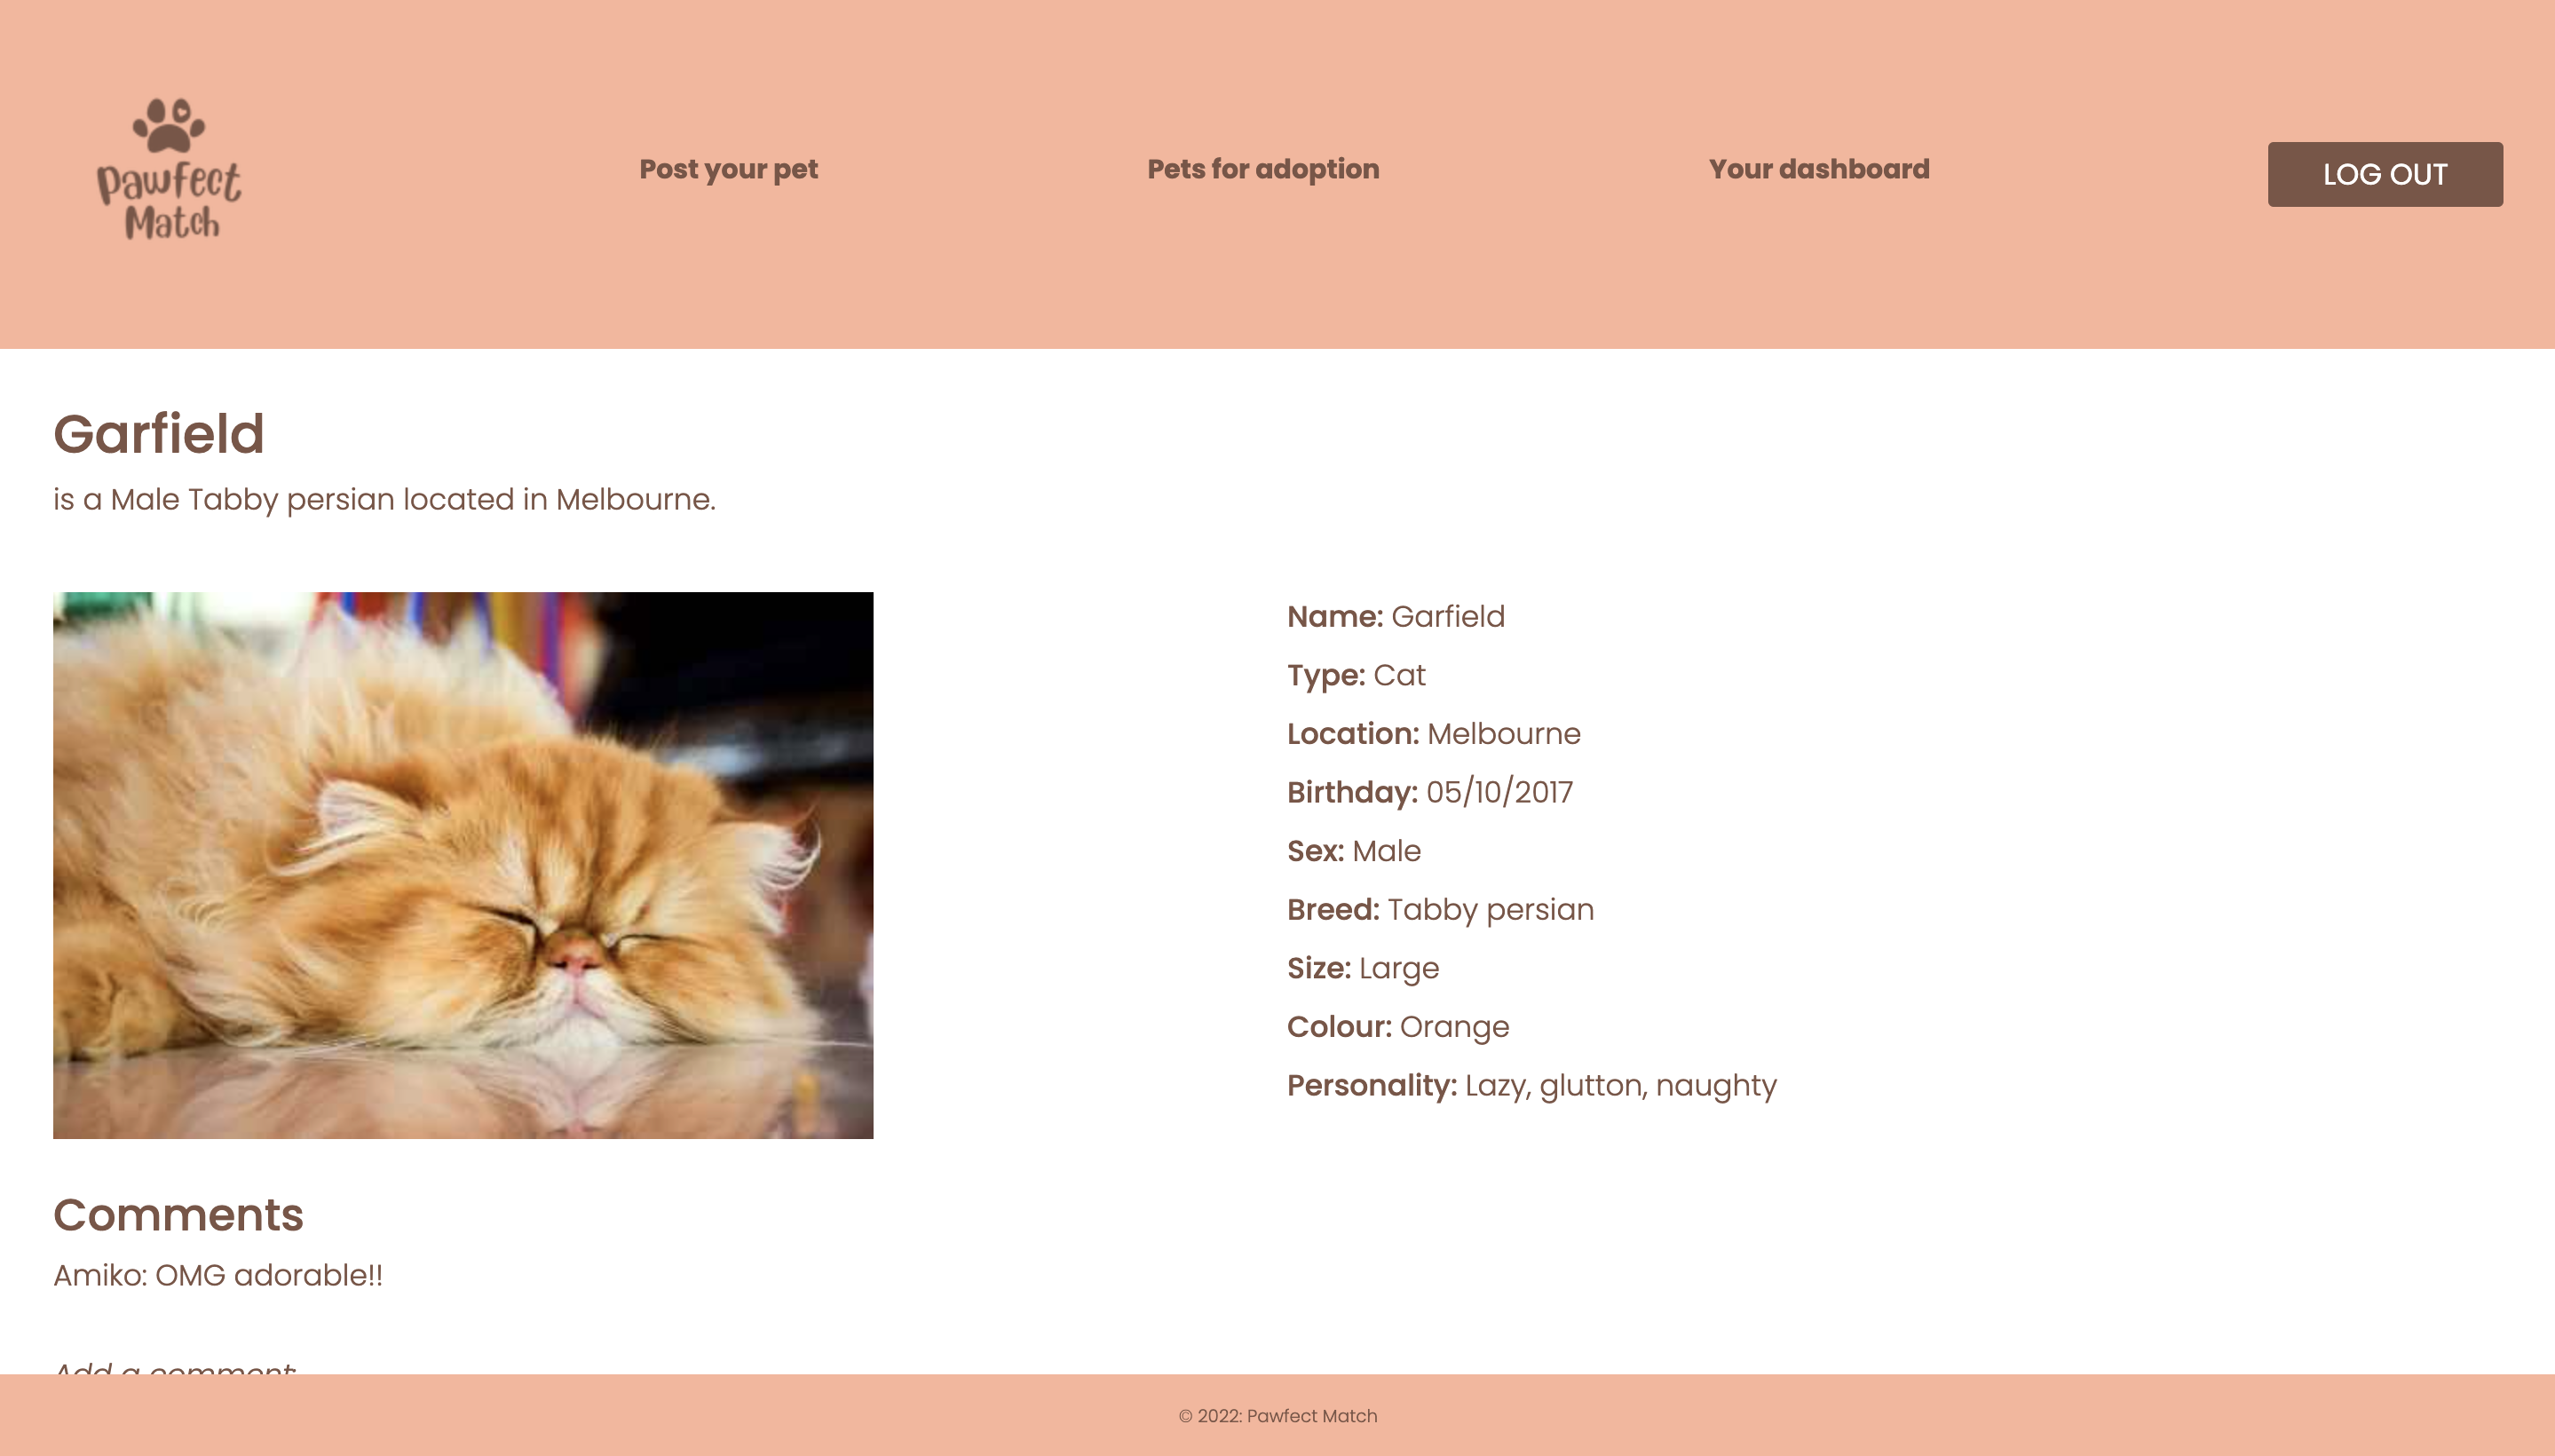 Pawfect
Match
Post your pet
Pets for adoption
Your dashboard
LOG OUT
Garfield
is a Male Tabby persian located in Melbourne.
Name: Garfield
Type: Cat
Location: Melbourne
Birthday: 05/10/2017
Sex: Male
Breed: Tabby persian
Size: Large
Colour: Orange
Personality: Lazy, glutton, naughty
Comments
Amiko: OMG adorable!!
Add a comment
© 2022: Pawfect Match